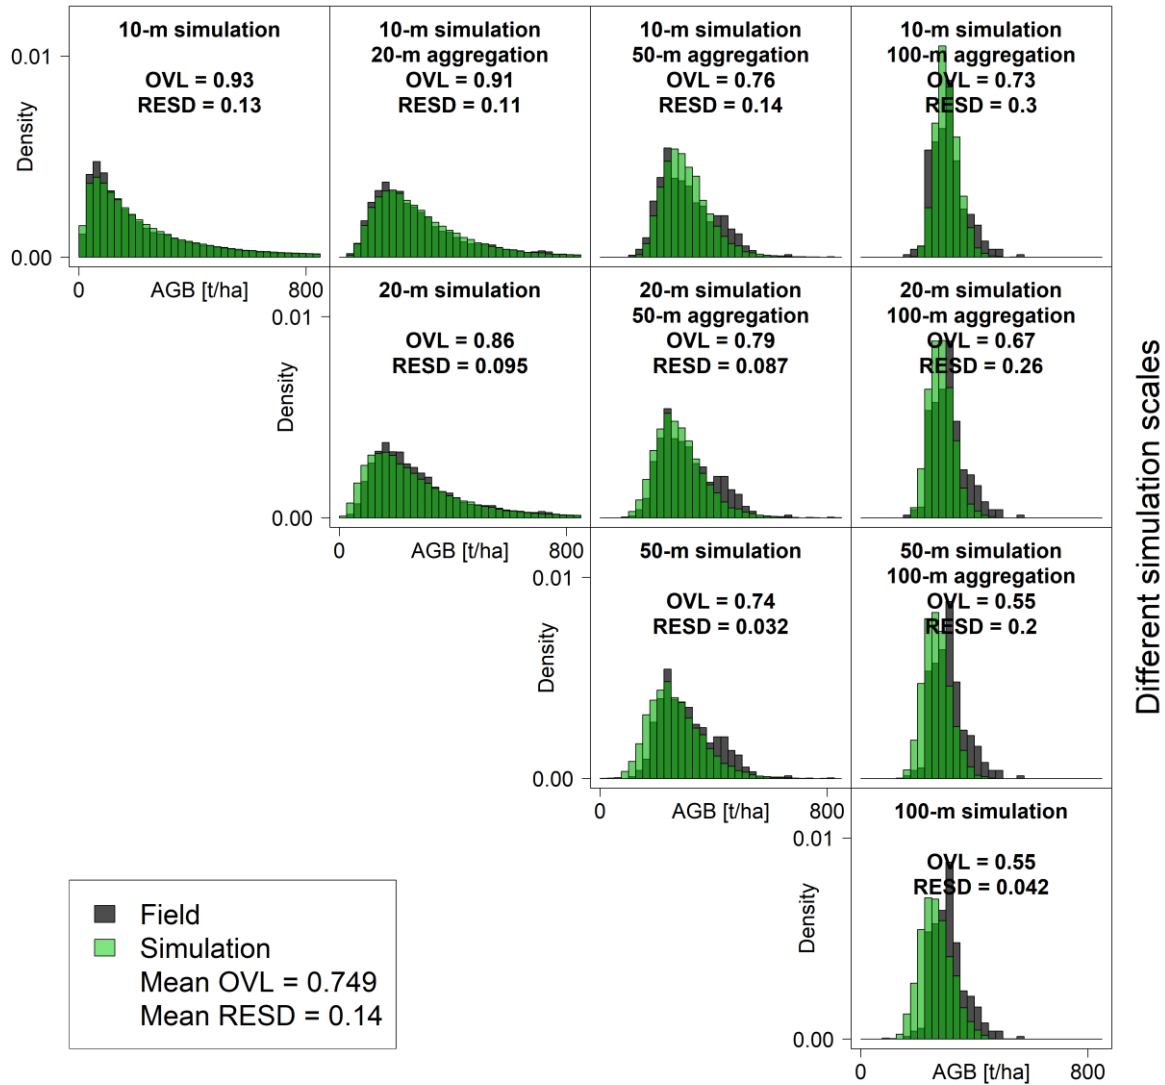 10-m simulation
OVL = 0.93
RESD = 0.13
10-m simulation
20-m aggregation
OVL = 0.91
RESD = 0.11
10-m simulation
50-m aggregation
OVL = 0.76
RESD = 0.14
10-m simulation
100-m aggregation
OVL = 0.73
RESD = 0.3
0.01
Density
0.00
0
AGB [t/ha]
800
20-m simulation
OVL = 0.86
RESD = 0.095
20-m simulation
50-m aggregation
OVL = 0.79
RESD = 0.087
20-m simulation
100-m aggregation
OVL = 0.67
RESD = 0.26
0.01
Density
0.00
0
AGB [t/ha]
800
50-m simulation
OVL = 0.74
RESD = 0.032
50-m simulation
100-m aggregation
OVL = 0.55
RESD = 0.2
0.01
Density
0.00
0
AGB [t/ha]
800
100-m simulation
OVL = 0.55
RESD = 0.042
0.01
Density
0.00
0
AGB [t/ha]
800
Different simulation scales
Field
Simulation
Mean OVL = 0.749
Mean RESD = 0.14